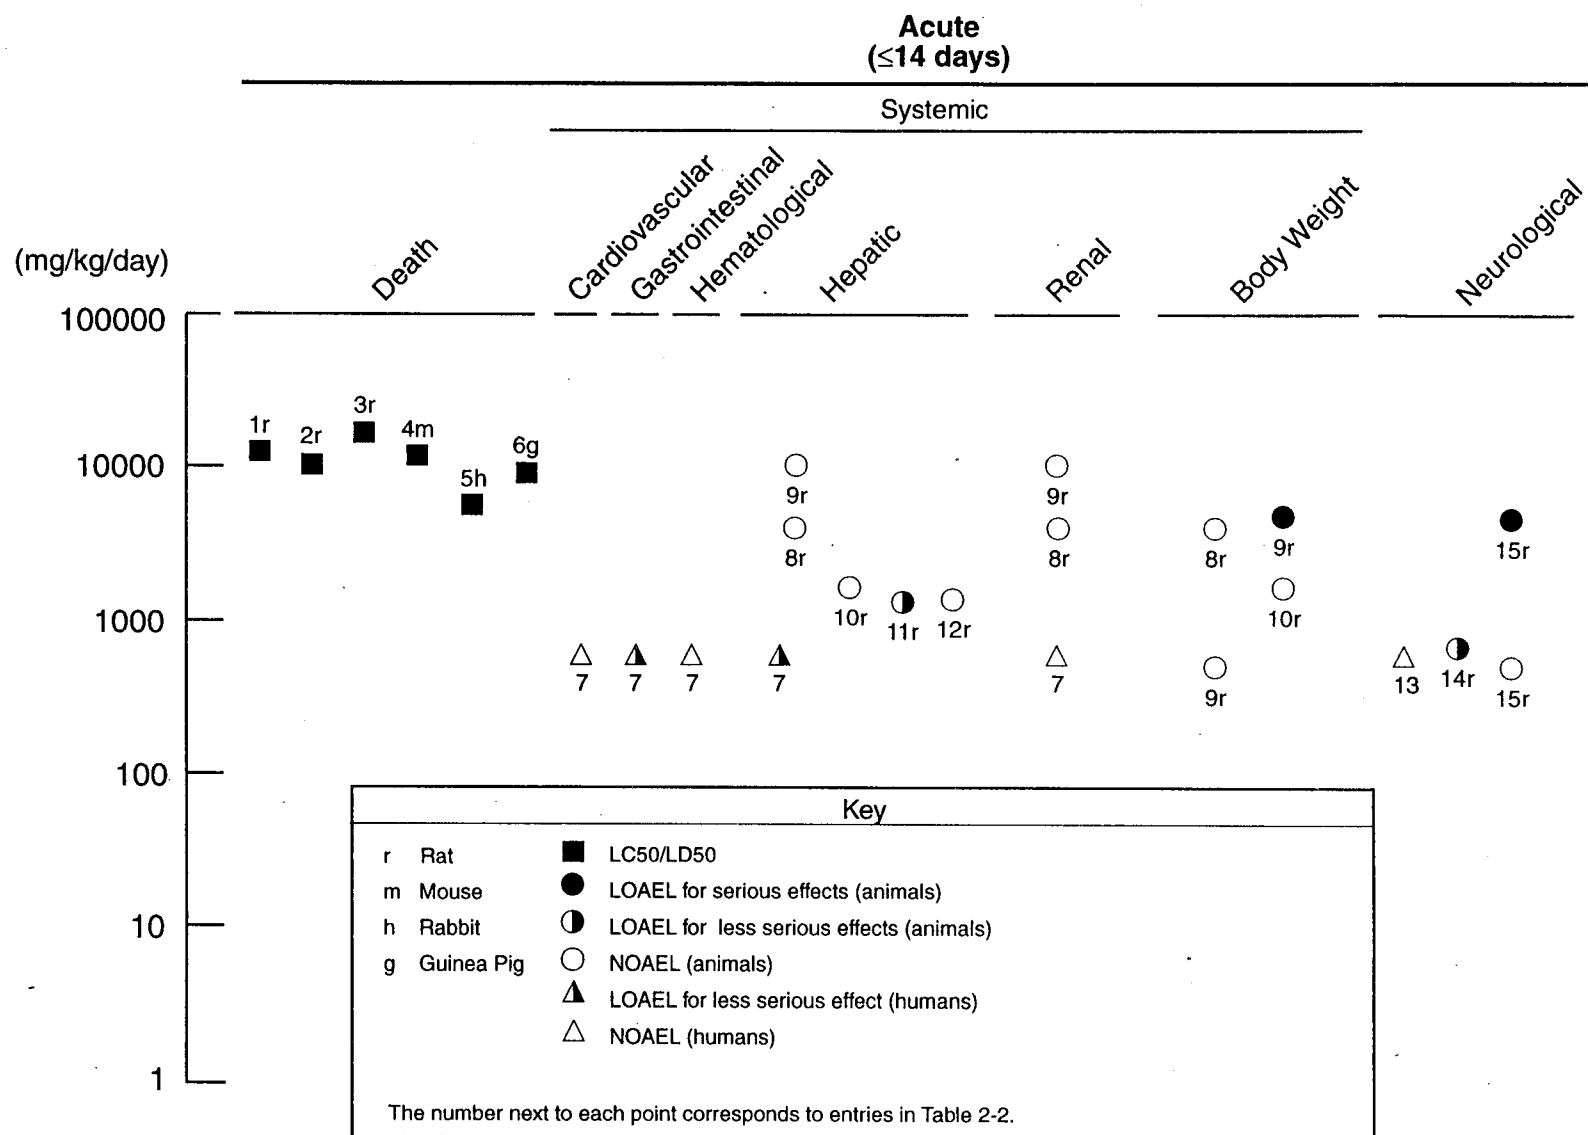 Acute
(≤14 days)
Systemic
(mg/kg/day)
Death
Cardiovascular
Gastrointestinal
Hematological
Hepatic
Renal
Body Weight
Neurological
100000
10000
1000
100
10
1
1r
2r
3r
4m
5h
6g
9r
8r
10r
11r
12r
9r
8r
8r
9r
10r
9r
15r
7
7
7
7
7
13
14r
15r
Key
r Rat LC50/LD50
m Mouse LOAEL for serious effects (animals)
h Rabbit LOAEL for less serious effects (animals)
g Guinea Pig NOAEL (animals)
LOAEL for less serious effect (humans)
NOAEL (humans)
The number next to each point corresponds to entries in Table 2-2.